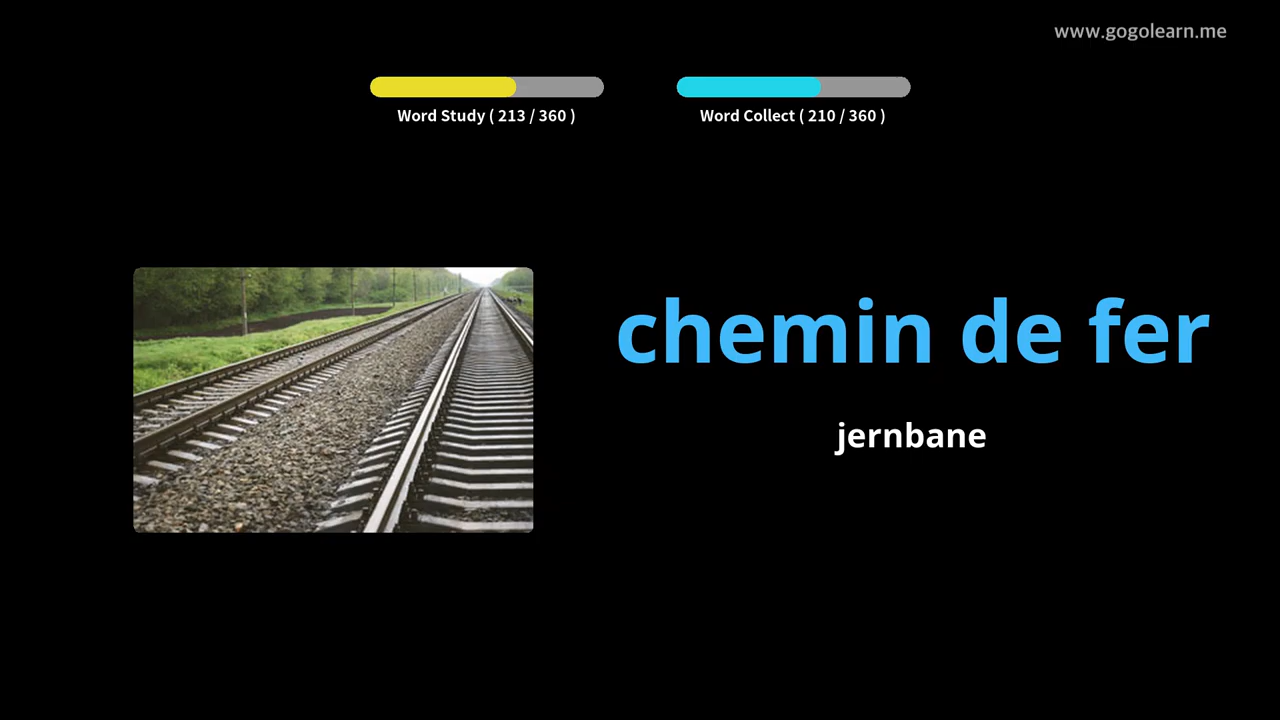 www.gogolearn.me
Word Study ( 213 / 360 )
Word Collect ( 210 / 360 )
chemin de fer
jernbane